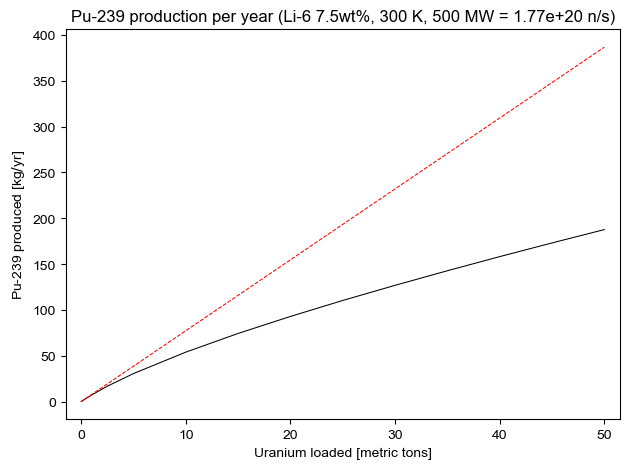 Pu-239 production per year (Li-6 7.5wt%, 300 K, 500 MW = 1.77e+20 n/s)
400
350
300
250
200
150
100
50
0
Pu-239 produced [kg/yr]
0 10 20 30 40 50
Uranium loaded [metric tons]